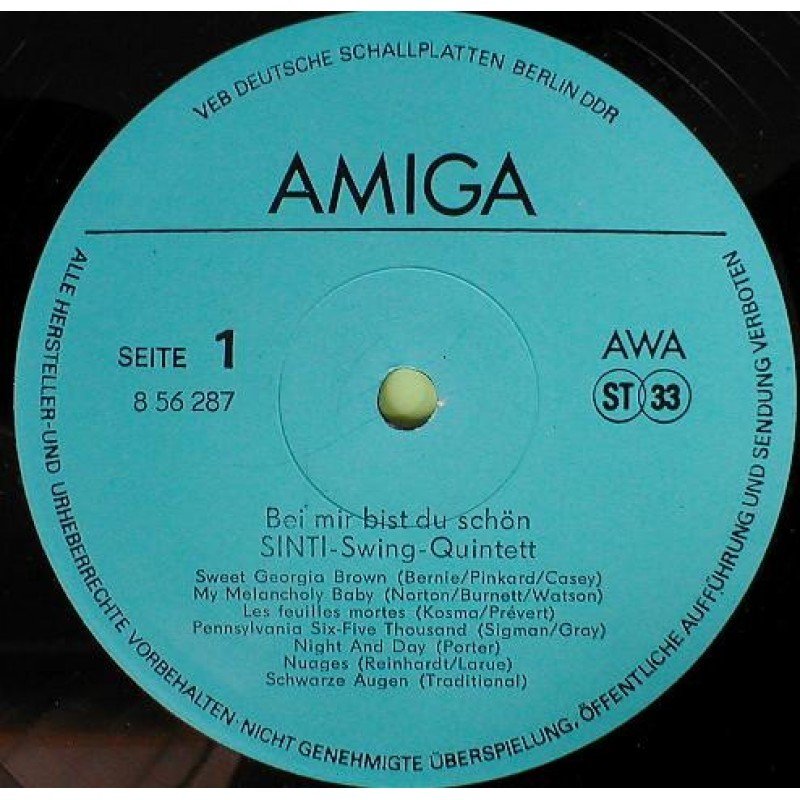 VEB DEUTSCHE SCHALLPLATTEN BERLIN DDR
AMIGA
SEITE 1
8 56 287
AWA
ST 33
Bei mir bist du schön
SINTI-Swing-Quintett
Sweet Georgia Brown (Bernie/Pinkard/Casey)
My Melancholy Baby (Norton/Burnett/Watson)
Les feuilles mortes (Kosma/Prévert)
Pennsylvania Six-Five Thousand (Sigman/Gray)
Night And Day (Porter)
Nuages (Reinhardt/Larue)
Schwarze Augen (Traditional)
ALLE HERSTELLER-UND URHEBERRECHTE VORBEHALTEN·NICHT GENEHMIGTE ÜBERSPIELUNG, ÖFFENTLICHE AUFFÜHRUNG UND SENDUNG VERBOTEN